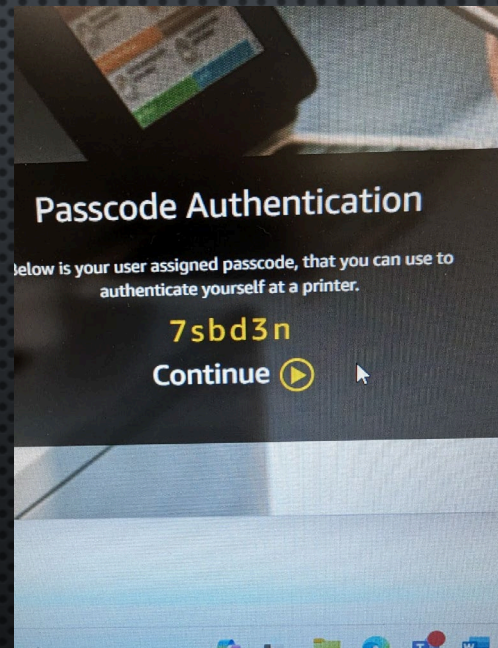 Passcode Authentication
Below is your user assigned passcode, that you can use to
authenticate yourself at a printer.
7sbd3n
Continue